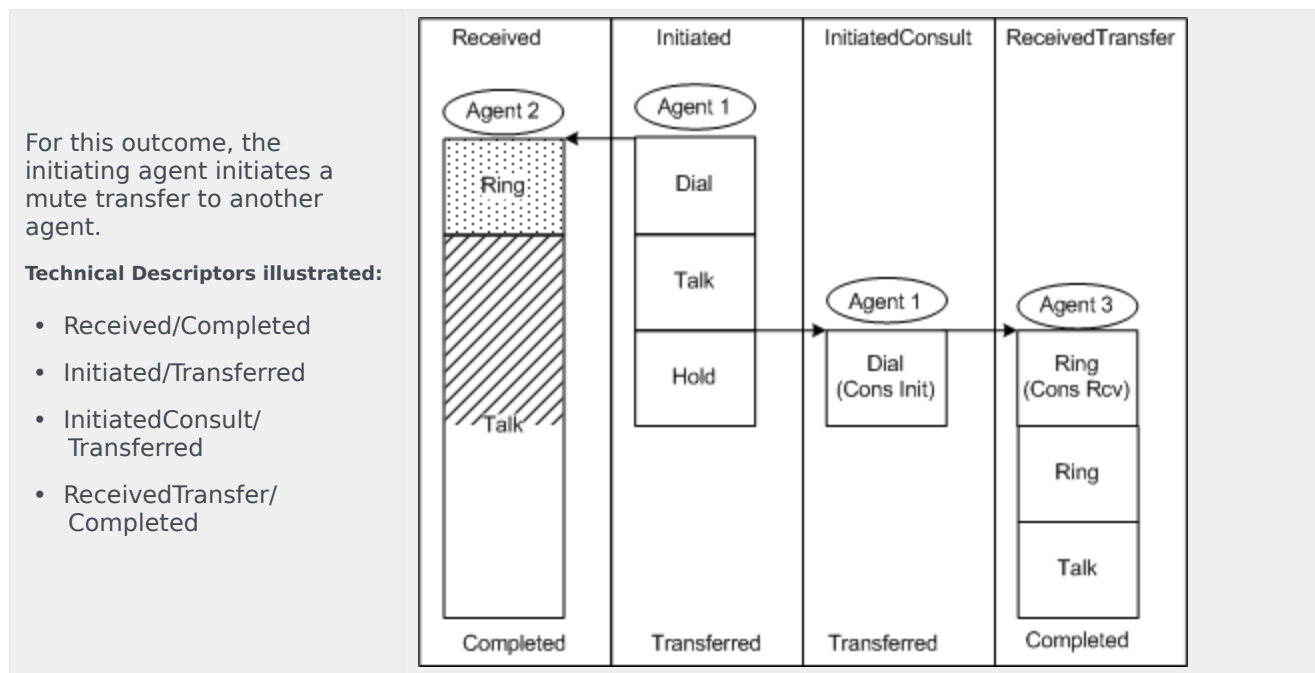 For this outcome, the
initiating agent initiates a
mute transfer to another
agent.
Technical Descriptors illustrated:
• Received/Completed
• Initiated/Transferred
• InitiatedConsult/
Transferred
• ReceivedTransfer/
Completed
Received
Initiated
InitiatedConsult
ReceivedTransfer
Agent 2
Agent 1
Ring
Dial
Talk
Agent 1
Agent 3
Hold
Dial
(Cons Init)
Ring
(Cons Rcv)
Talk
Ring
Talk
Completed
Transferred
Transferred
Completed